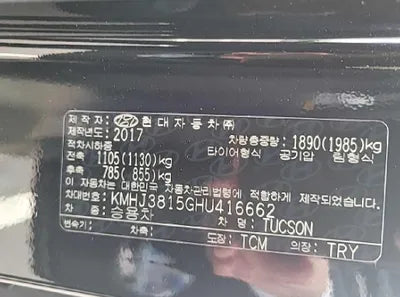 제작자: HYUNDAI 현대자동차㈜
제작년도: 2017 차량총중량: 1890(1985)kg
적차시하중 타이어형식 공기압 림형식
전축 1105(1130)kg
후축 785( 855)kg
이 자동차는 대한민국 자동차관리법령에 적합하게 제작되었습니다.
차대번호: KMHJ3815GHU416662
차 종: 승용차 차 명: TUCSON
변속기: 차축: 도장: TCM 의장: TRY